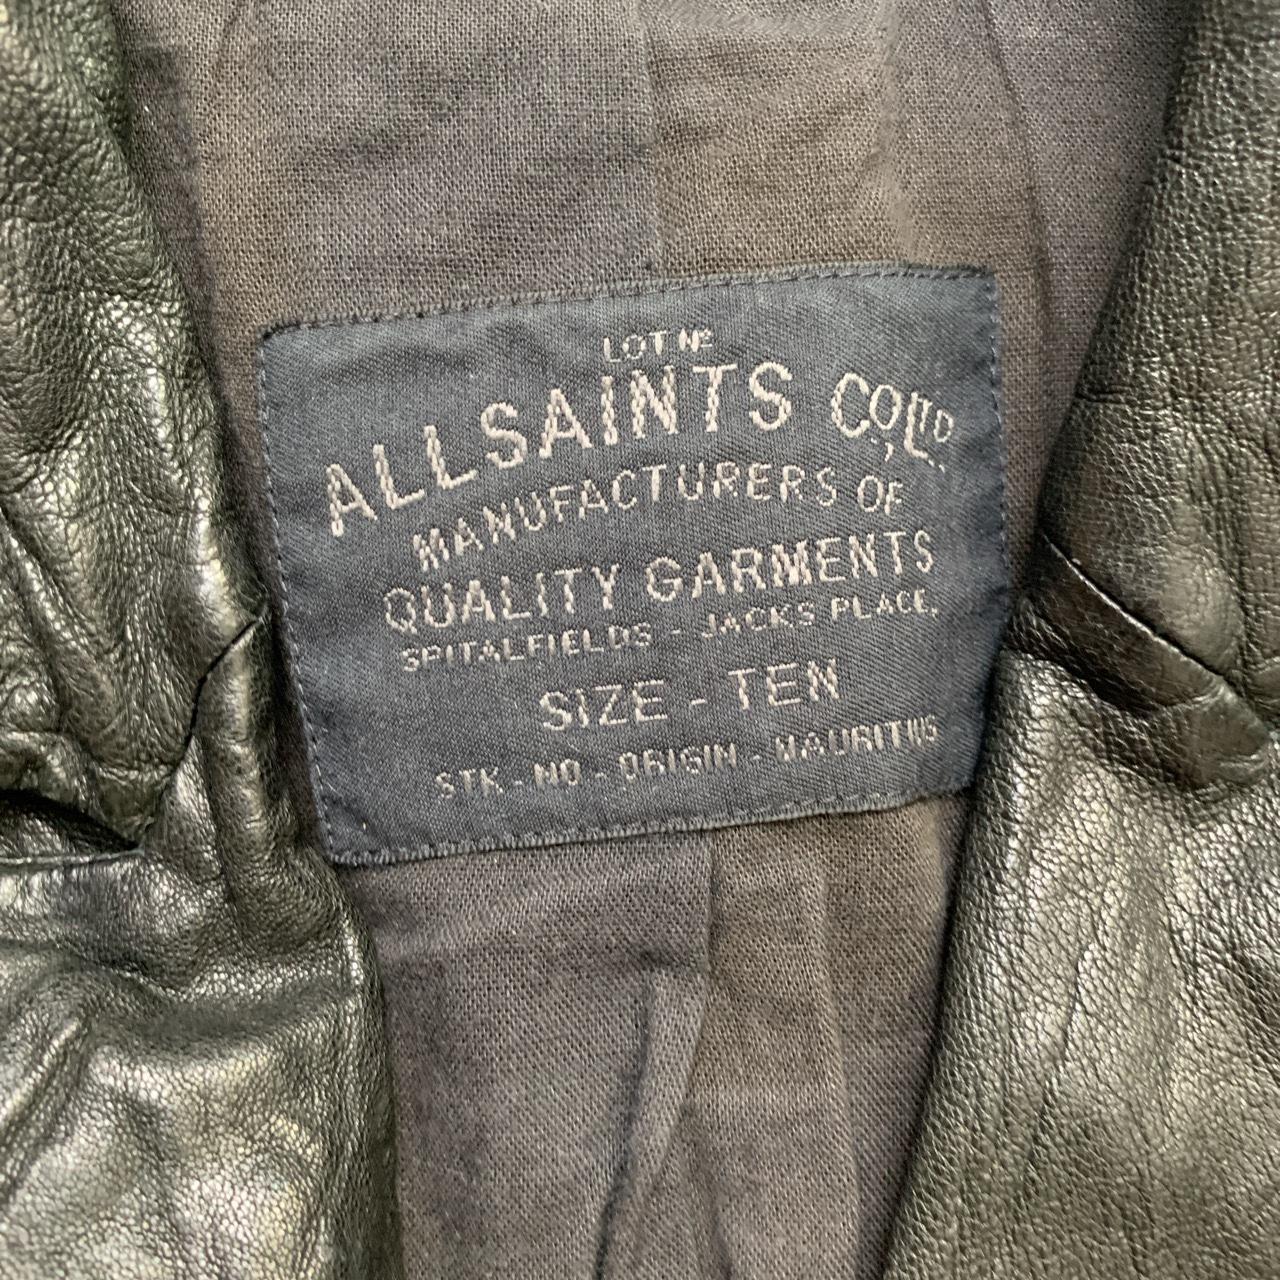 LOT Nº
ALLSAINTS CO,LTD.
MANUFACTURERS OF
QUALITY GARMENTS
SPITALFIELDS - JACKS PLACE.
SIZE - TEN
STK - NO - ORIGIN - MAURITIUS